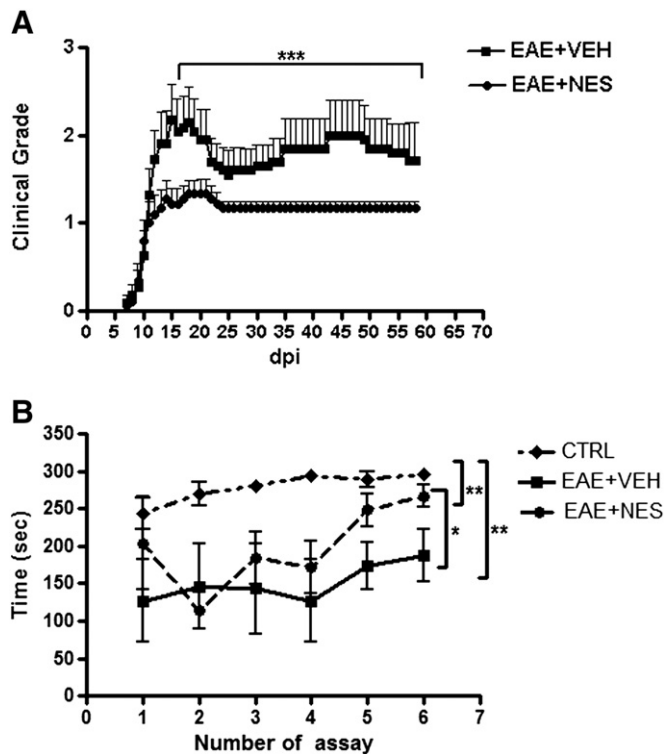 A
Clinical Grade
3
2
1
0
***
EAE+VEH
EAE+NES
0 5 10 15 20 25 30 35 40 45 50 55 60 65 70
dpi
B
Time (sec)
350
300
250
200
150
100
50
0
CTRL
EAE+VEH
EAE+NES
**
*
**
0 1 2 3 4 5 6 7
Number of assay